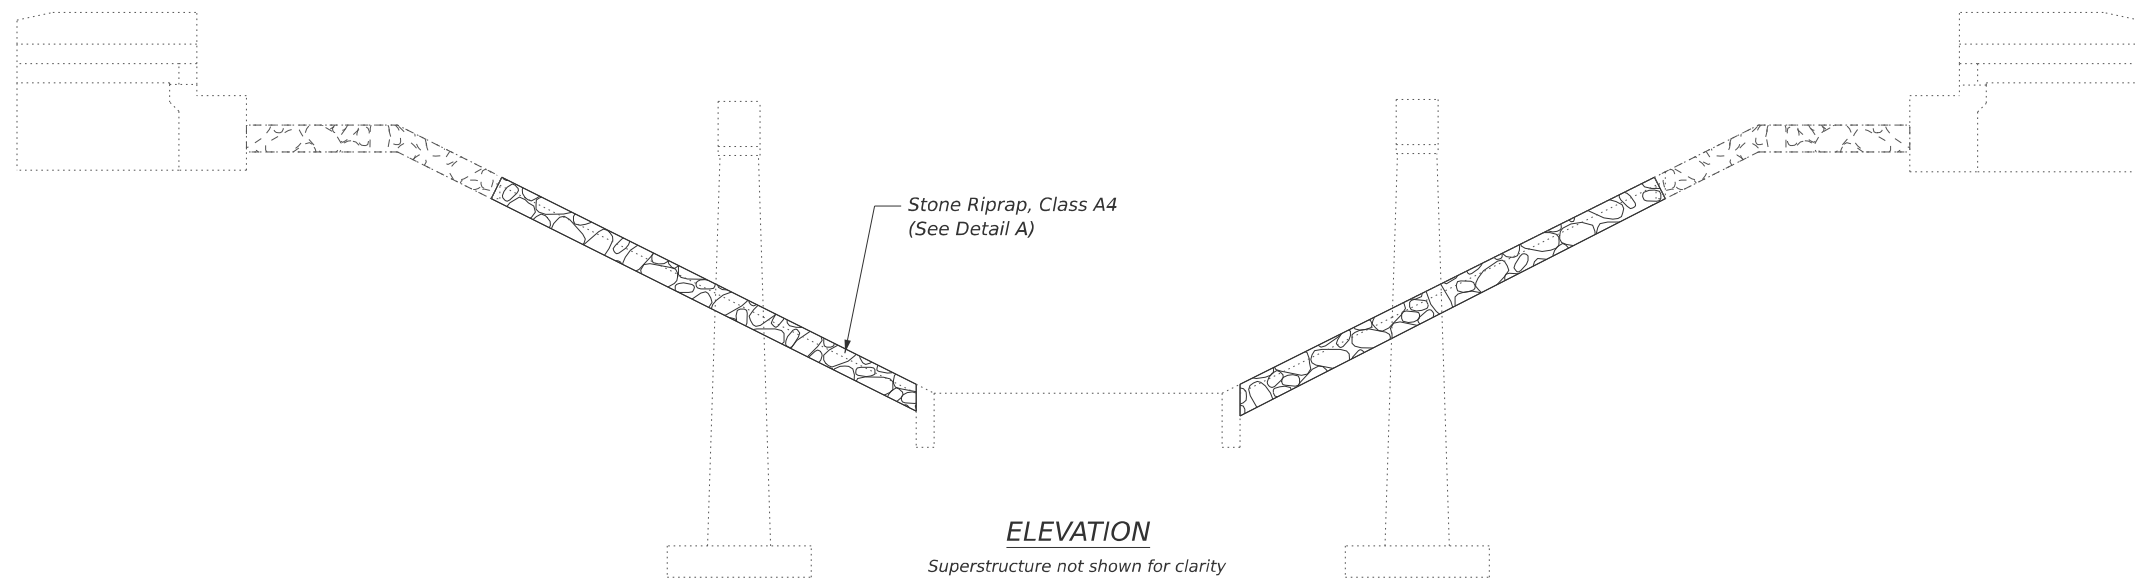 Stone Riprap, Class A4
(See Detail A)
ELEVATION
Superstructure not shown for clarity